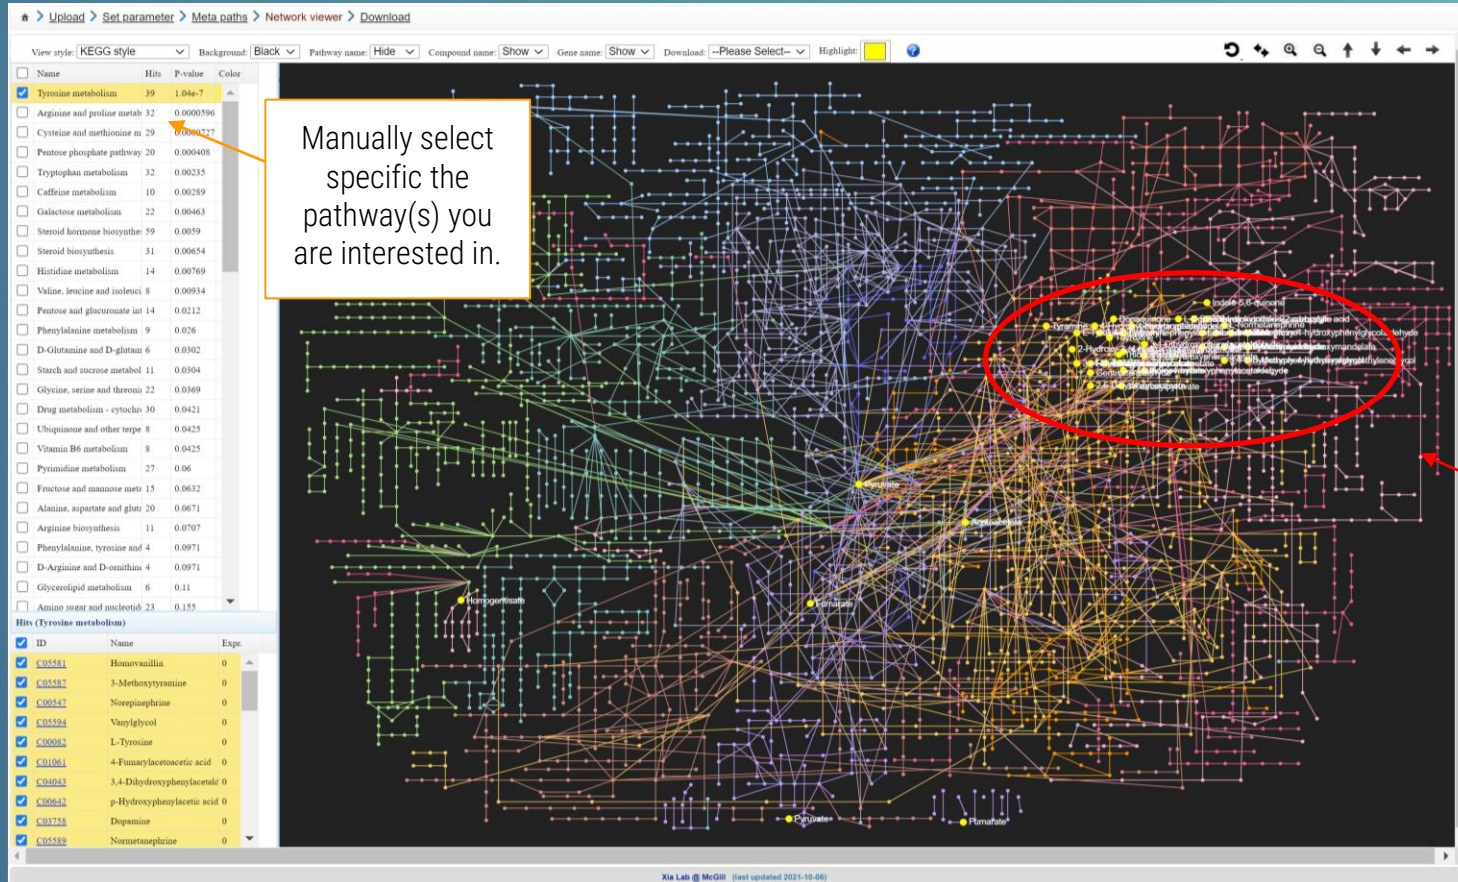 Upload > Set parameter > Meta paths > Network viewer > Download
View style: KEGG style Background: Black Pathway name: Hide Compound name: Show Gene name: Show Download: --Please Select-- Highlight:
Name Hits P-value Color
Tyrosine metabolism 39 1.04e-7
Arginine and proline metab 32 0.0000596
Cysteine and methionine m 29 0.0000727
Pentose phosphate pathway 20 0.000408
Tryptophan metabolism 32 0.00235
Caffeine metabolism 10 0.00289
Galactose metabolism 22 0.00463
Steroid hormone biosynthe 59 0.0059
Steroid biosynthesis 31 0.00654
Histidine metabolism 14 0.00769
Valine, leucine and isoleuci 8 0.00934
Pentose and glucuronate int 14 0.0212
Phenylalanine metabolism 9 0.026
D-Glutamine and D-glutam 6 0.0302
Starch and sucrose metabol 11 0.0304
Glycine, serine and threoni 22 0.0369
Drug metabolism - cytochr 30 0.0421
Ubiquinone and other terpe 8 0.0425
Vitamin B6 metabolism 8 0.0425
Pyrimidine metabolism 27 0.06
Fructose and mannose meta 15 0.0632
Alanine, aspartate and gluta 20 0.0671
Arginine biosynthesis 11 0.0707
Phenylalanine, tyrosine and 4 0.0971
D-Arginine and D-ornithine 4 0.0971
Glycerolipid metabolism 6 0.11
Amino sugar and nucleotid 23 0.155
Hits (Tyrosine metabolism)
ID Name Expr.
C05581 Homovanillin 0
C05587 3-Methoxytyramine 0
C00547 Norepinephrine 0
C05594 Vanylglycol 0
C00082 L-Tyrosine 0
C01061 4-Fumarylacetoacetic acid 0
C04043 3,4-Dihydroxyphenylacetald 0
C00642 p-Hydroxyphenylacetic acid 0
C03758 Dopamine 0
C05589 Normetanephrine 0
Manually select
specific the
pathway(s) you
are interested in.
Indole-5,6-quinone
Dopaquinone
Tyramine
L-Normetanephrine
Pyruvate
Acetoacetate
Homogentisate
Fumarate
Pyruvate
Fumarate
Xia Lab @ McGill (last updated 2021-10-06)